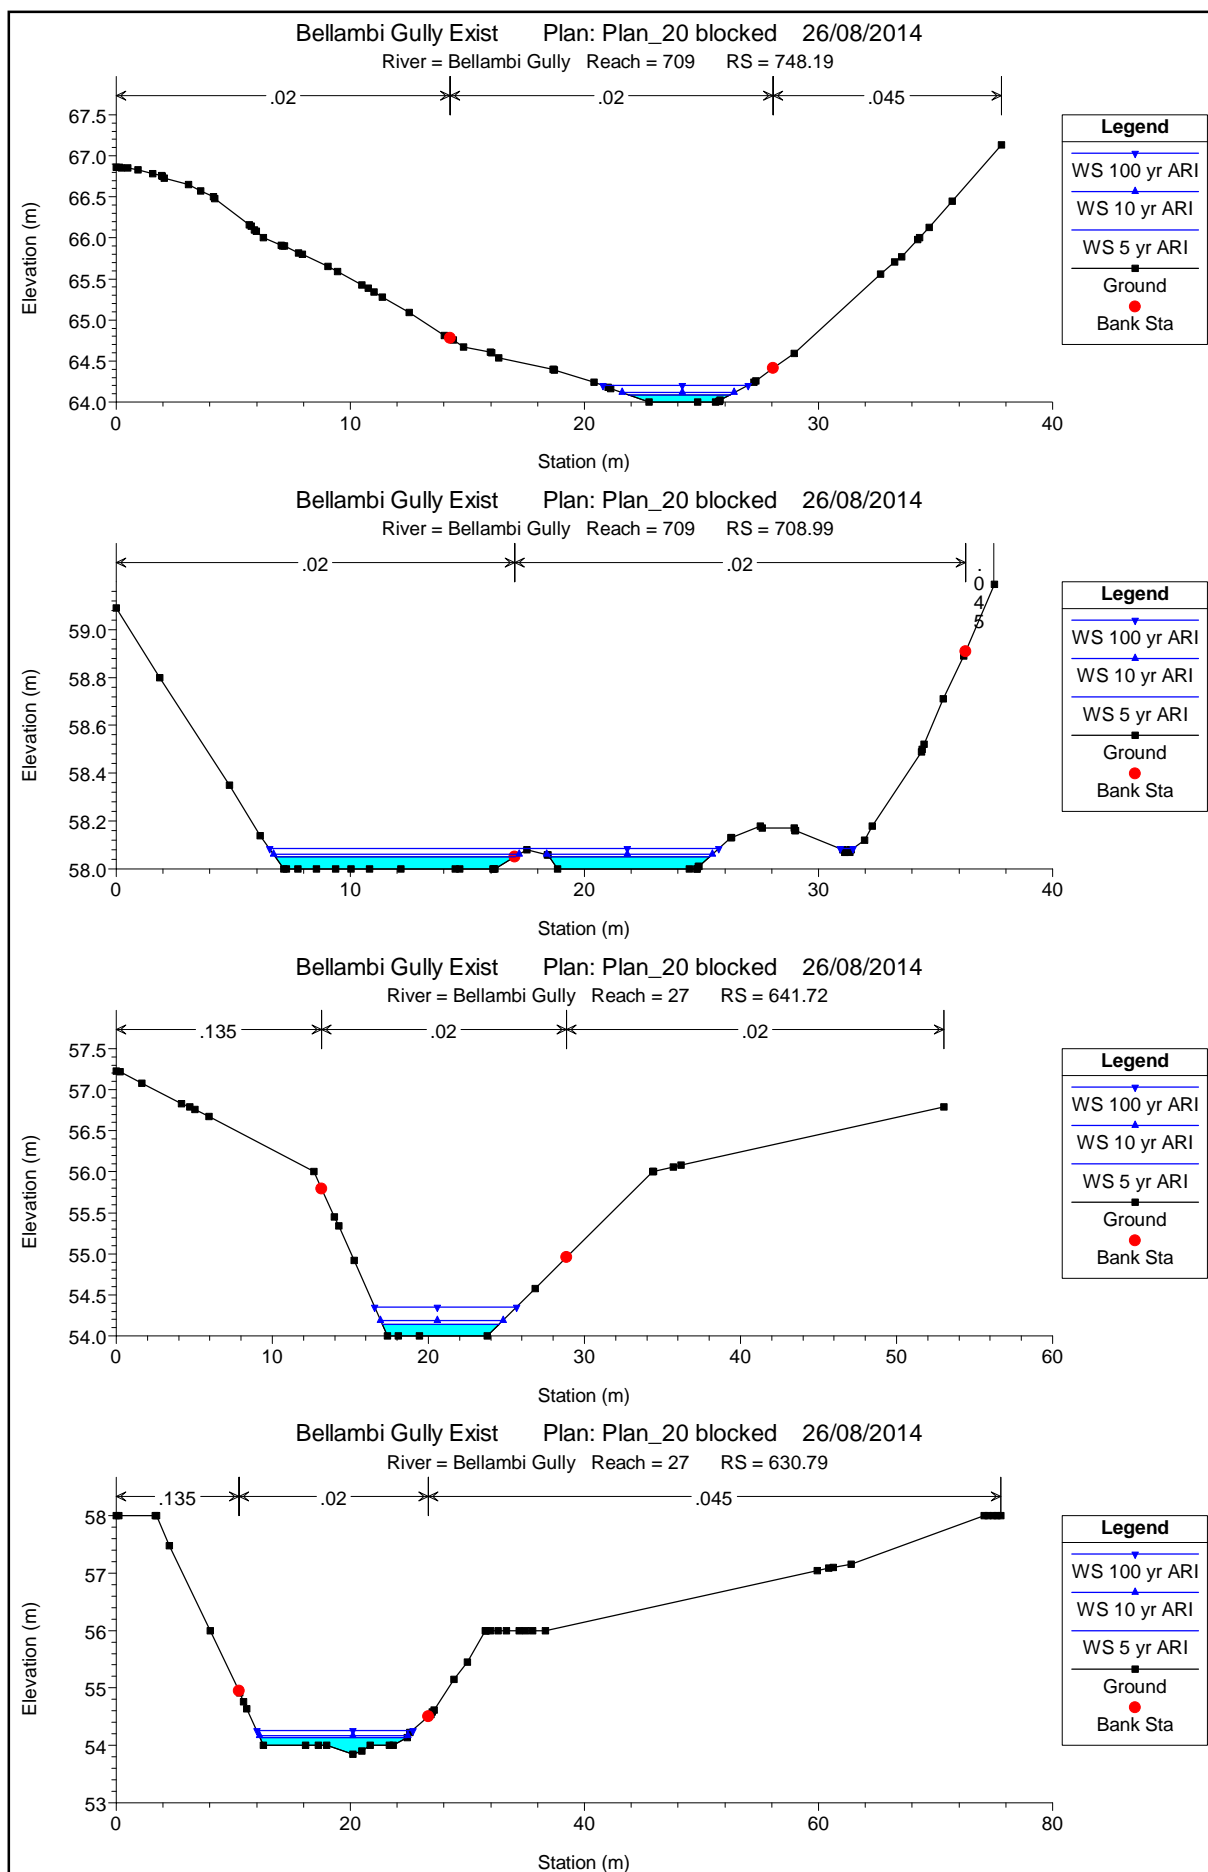 Bellambi Gully Exist Plan: Plan_20 blocked 26/08/2014
River = Bellambi Gully Reach = 709 RS = 748.19
.02 .02 .045
67.5
67.0
66.5
66.0
65.5
65.0
64.5
64.0
Elevation (m)
0 10 20 30 40
Station (m)
Legend
WS 100 yr ARI
WS 10 yr ARI
WS 5 yr ARI
Ground
Bank Sta
Bellambi Gully Exist Plan: Plan_20 blocked 26/08/2014
River = Bellambi Gully Reach = 709 RS = 708.99
.02 .02 .045
59.0
58.8
58.6
58.4
58.2
58.0
Elevation (m)
0 10 20 30 40
Station (m)
Legend
WS 100 yr ARI
WS 10 yr ARI
WS 5 yr ARI
Ground
Bank Sta
Bellambi Gully Exist Plan: Plan_20 blocked 26/08/2014
River = Bellambi Gully Reach = 27 RS = 641.72
.135 .02 .02
57.5
57.0
56.5
56.0
55.5
55.0
54.5
54.0
Elevation (m)
0 10 20 30 40 50 60
Station (m)
Legend
WS 100 yr ARI
WS 10 yr ARI
WS 5 yr ARI
Ground
Bank Sta
Bellambi Gully Exist Plan: Plan_20 blocked 26/08/2014
River = Bellambi Gully Reach = 27 RS = 630.79
.135 .02 .045
58
57
56
55
54
53
Elevation (m)
0 20 40 60 80
Station (m)
Legend
WS 100 yr ARI
WS 10 yr ARI
WS 5 yr ARI
Ground
Bank Sta